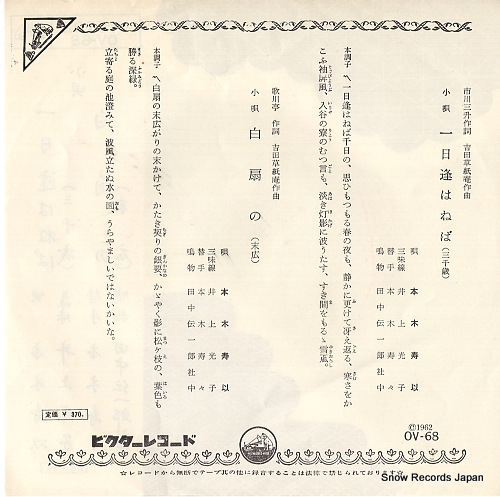 市川三升作詞 吉田草紙庵作曲
小唄 一日逢はねば(三千歳)
唄 本木寿以
三味線 井上光子
替手 本木寿々
鳴物 田中伝一郎社中
本調子〽一日逢はねば千日の、思ひもつもる春の夜も、静かに更けて冴え返る、寒さをか
こふ袖屏風、入谷の寮のむつ言も、淡き灯影に波うたす、すき間をもるゝ雪風。
歌川亭 作詞 吉田草紙庵作曲
小唄 白扇の(末広)
唄 本木寿以
三味線 井上光子
替手 本木寿々
鳴物 田中伝一郎社中
本調子〽白扇の末広がりの末かけて、かたき契りの銀要、かゞやく影に松ヶ枝の、葉色も
勝る深緑。
立寄る庭の池澄みて、波風立たぬ水の面、うらやましいではないかいな。
定価 ¥370.
ビクターレコード
Ⓟ1962
OV-68
☆レコードから無断でテープ其の他に録音することは法律で禁じられております☆
Snow Records Japan